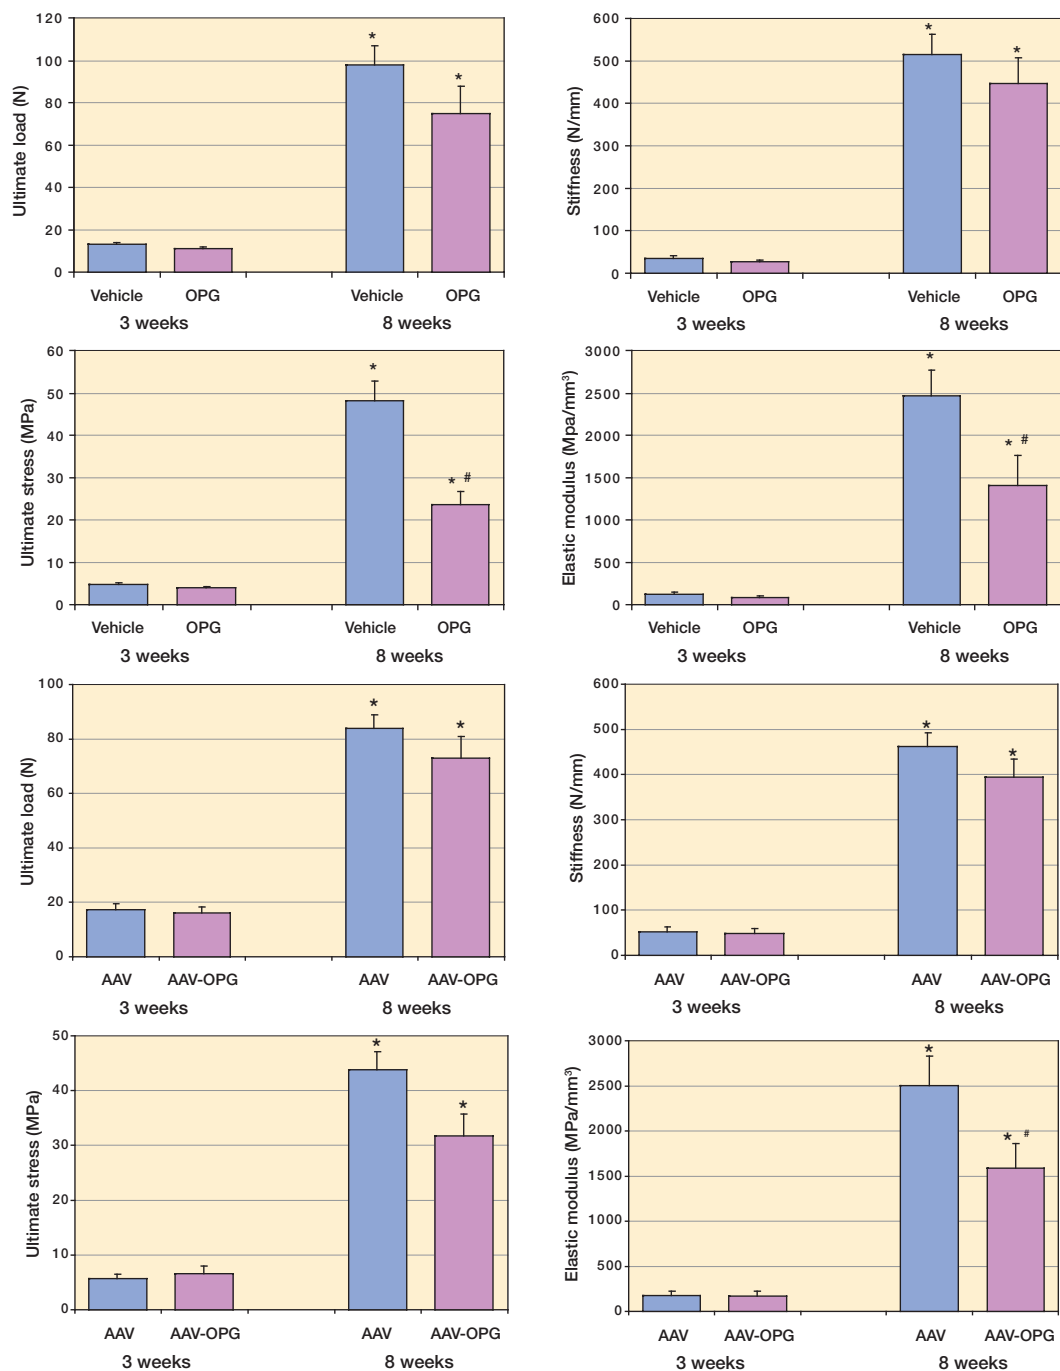 Ultimate load (N)
120
100
80
60
40
20
0
*
*
Vehicle OPG Vehicle OPG
3 weeks 8 weeks
Stiffness (N/mm)
600
500
400
300
200
100
0
*
*
Vehicle OPG Vehicle OPG
3 weeks 8 weeks
Ultimate stress (MPa)
60
50
40
30
20
10
0
*
* #
Vehicle OPG Vehicle OPG
3 weeks 8 weeks
Elastic modulus (Mpa/mm³)
3000
2500
2000
1500
1000
500
0
*
* #
Vehicle OPG Vehicle OPG
3 weeks 8 weeks
Ultimate load (N)
100
80
60
40
20
0
*
*
AAV AAV-OPG AAV AAV-OPG
3 weeks 8 weeks
Stiffness (N/mm)
600
500
400
300
200
100
0
*
*
AAV AAV-OPG AAV AAV-OPG
3 weeks 8 weeks
Ultimate stress (MPa)
50
40
30
20
10
0
*
*
AAV AAV-OPG AAV AAV-OPG
3 weeks 8 weeks
Elastic modulus (MPa/mm³)
3000
2500
2000
1500
1000
500
0
*
* #
AAV AAV-OPG AAV AAV-OPG
3 weeks 8 weeks